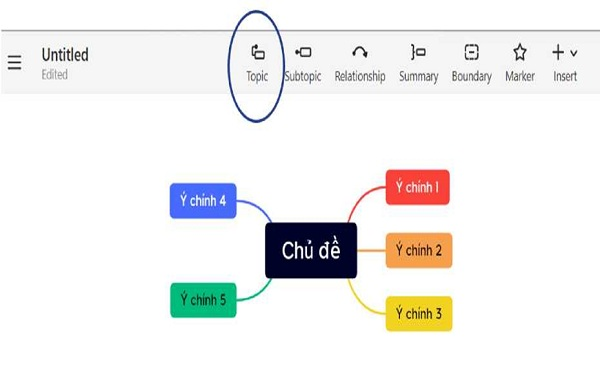 Untitled
Edited
Topic
Subtopic
Relationship
Summary
Boundary
Marker
Insert
Ý chính 4
Ý chính 1
Chủ đề
Ý chính 2
Ý chính 5
Ý chính 3